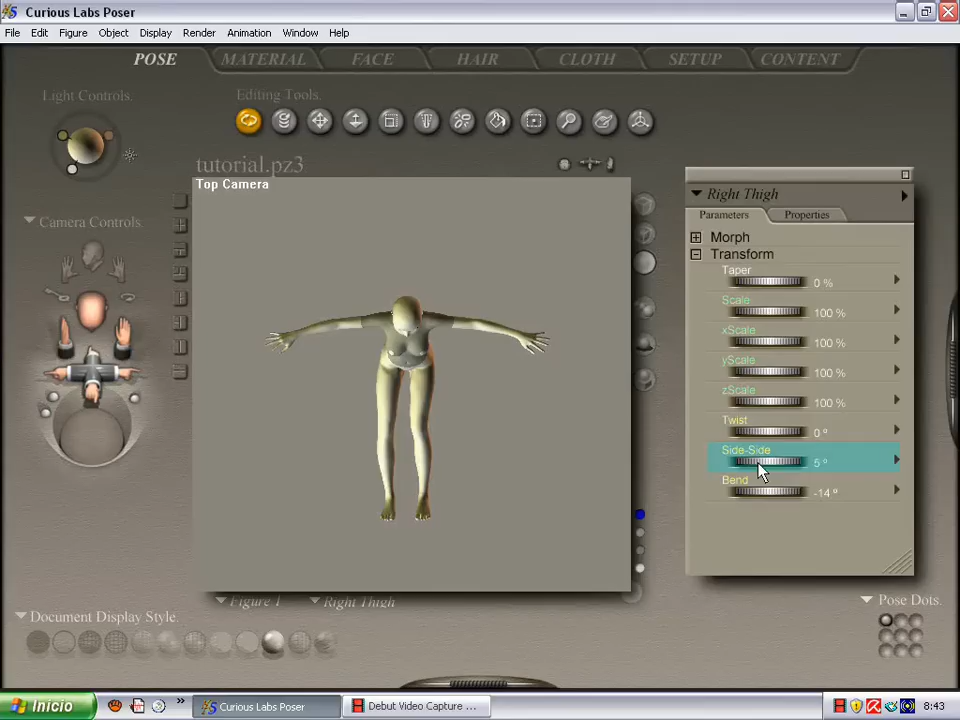 Curious Labs Poser
File Edit Figure Object Display Render Animation Window Help
POSE MATERIAL FACE HAIR CLOTH SETUP CONTENT
Light Controls.
Editing Tools.
tutorial.pz3
Top Camera
Right Thigh
Parameters Properties
Camera Controls.
Morph
Transform
Taper
0 %
Scale
100 %
xScale
100 %
yScale
100 %
zScale
100 %
Twist
0 º
Side-Side
5 º
Bend
-14 º
Figure 1 Right Thigh
Document Display Style.
Pose Dots.
Inicio
Curious Labs Poser
Debut Video Capture ...
8:43